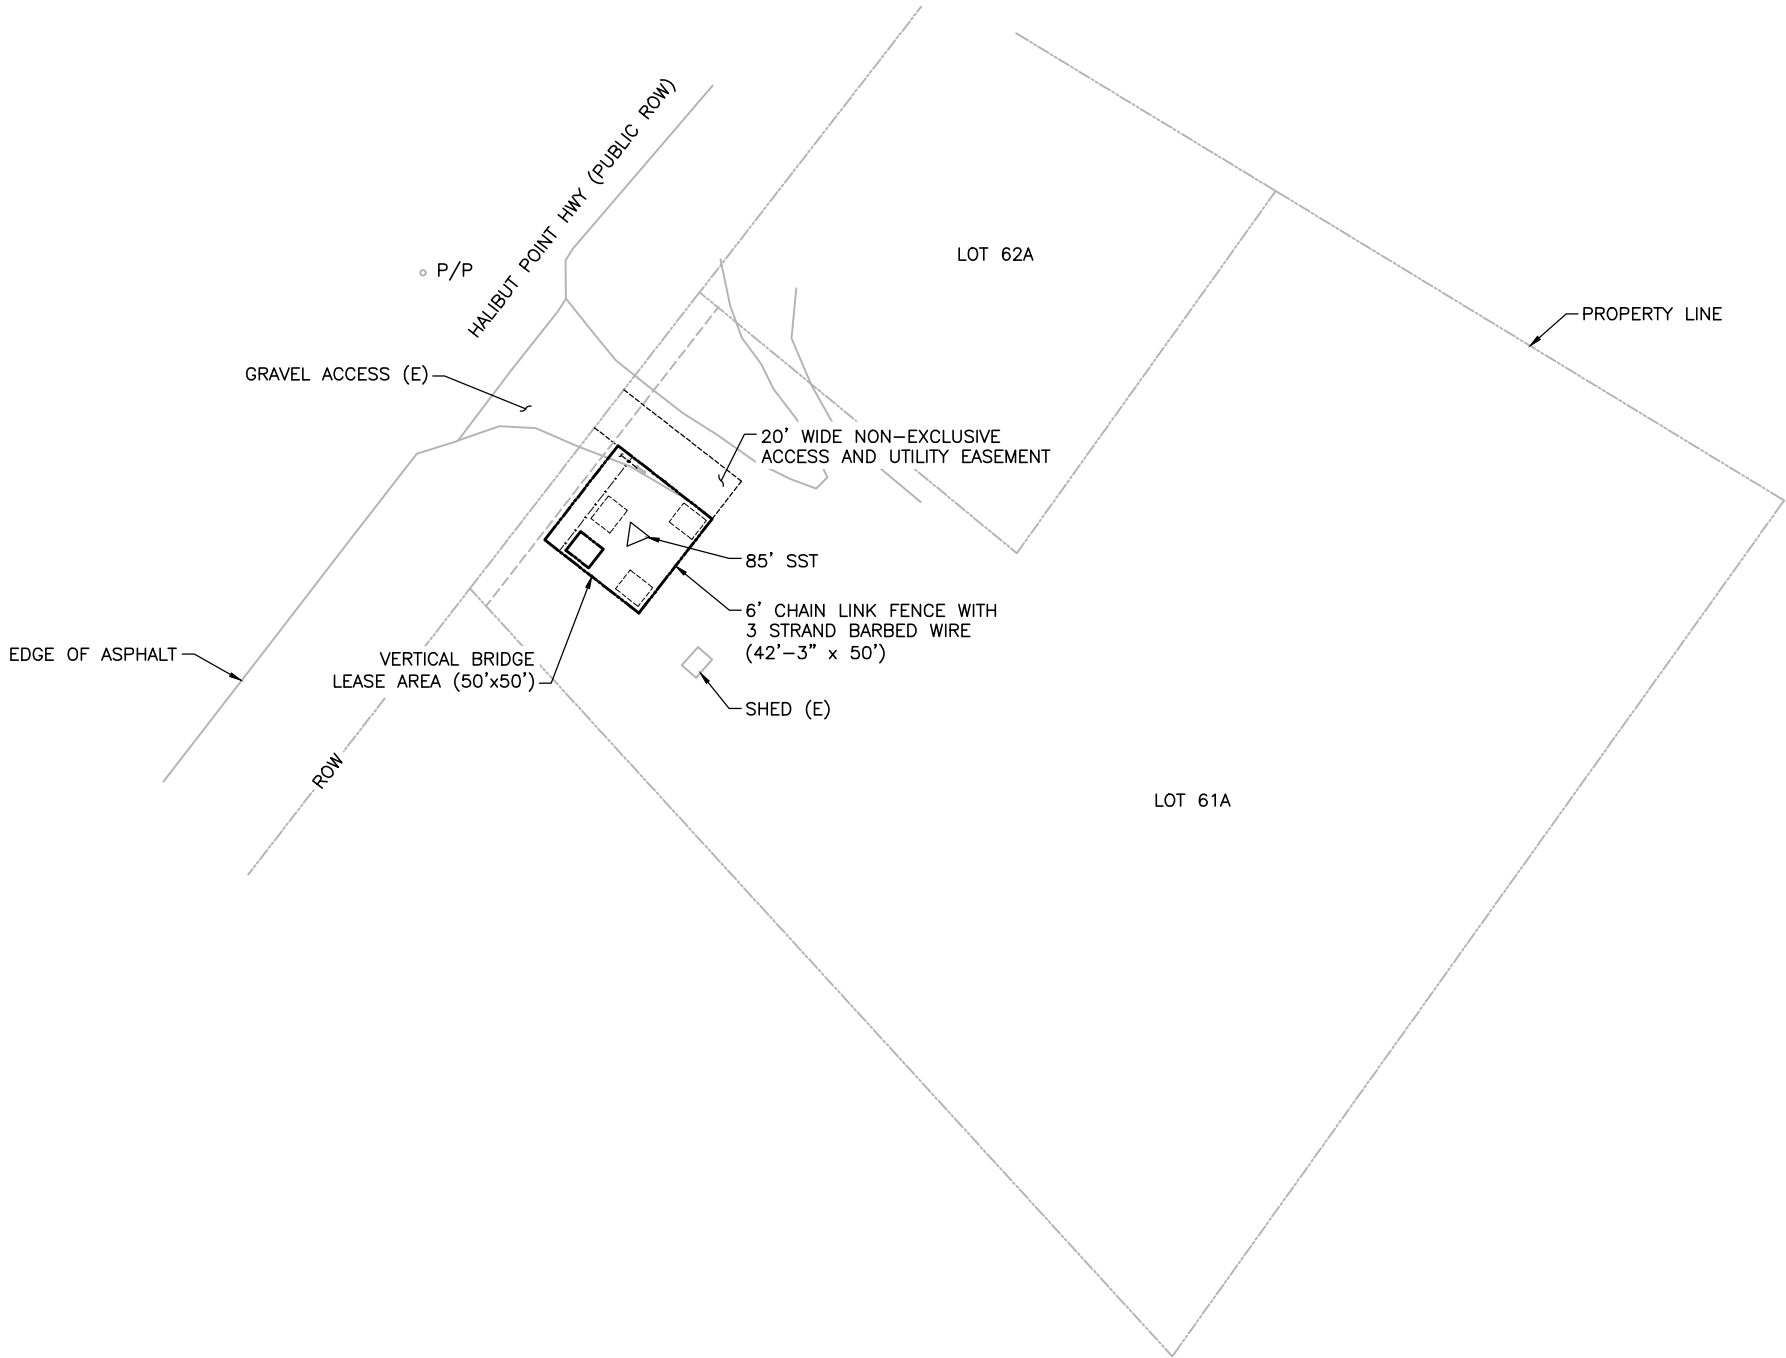 HALIBUT POINT HWY (PUBLIC ROW)
P/P
LOT 62A
PROPERTY LINE
GRAVEL ACCESS (E)
20' WIDE NON-EXCLUSIVE
ACCESS AND UTILITY EASEMENT
85' SST
6' CHAIN LINK FENCE WITH
3 STRAND BARBED WIRE
(42'-3" x 50')
EDGE OF ASPHALT
VERTICAL BRIDGE
LEASE AREA (50'x50')
SHED (E)
ROW
LOT 61A